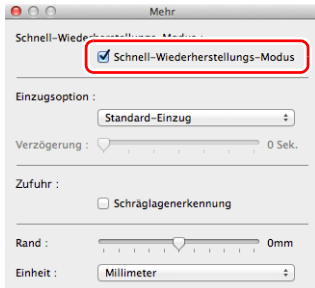 Mehr
Schnell-Wiederherstellungs-Modus :
Schnell-Wiederherstellungs-Modus
Einzugsoption :
Standard-Einzug
Verzögerung : 0 Sek.
Zufuhr :
Schräglagenerkennung
Rand : 0mm
Einheit : Millimeter